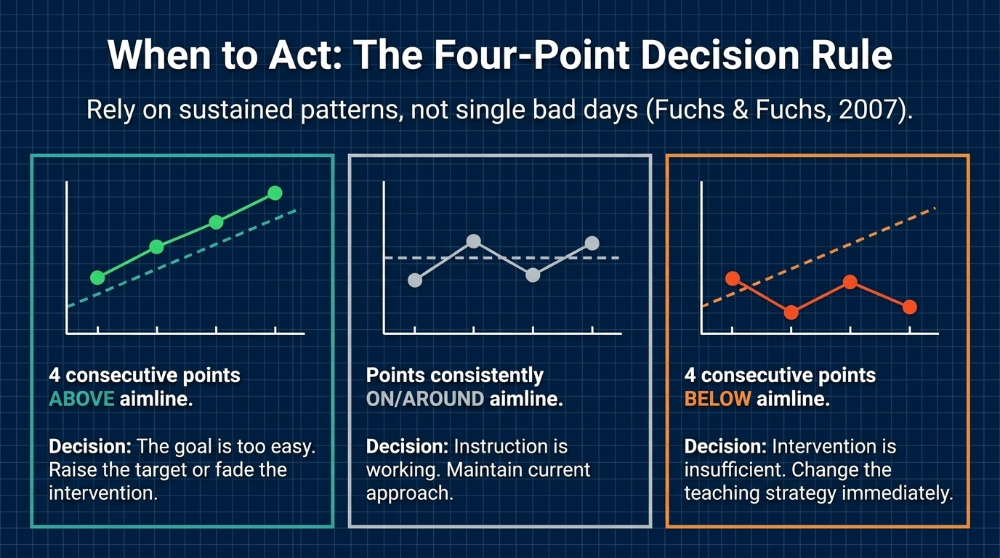 When to Act: The Four-Point Decision Rule
Rely on sustained patterns, not single bad days (Fuchs & Fuchs, 2007).
4 consecutive points
ABOVE aimline.
Decision: The goal is too easy.
Raise the target or fade the
intervention.
Points consistently
ON/AROUND aimline.
Decision: Instruction is
working. Maintain current
approach.
4 consecutive points
BELOW aimline.
Decision: Intervention is
insufficient. Change the
teaching strategy immediately.